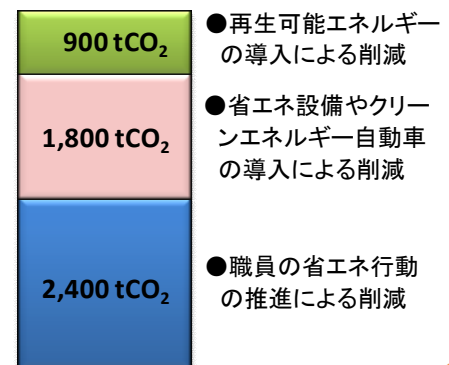 900 tCO₂
●再生可能エネルギー
の導入による削減
1,800 tCO₂
●省エネ設備やクリー
ンエネルギー自動車
の導入による削減
2,400 tCO₂
●職員の省エネ行動
の推進による削減